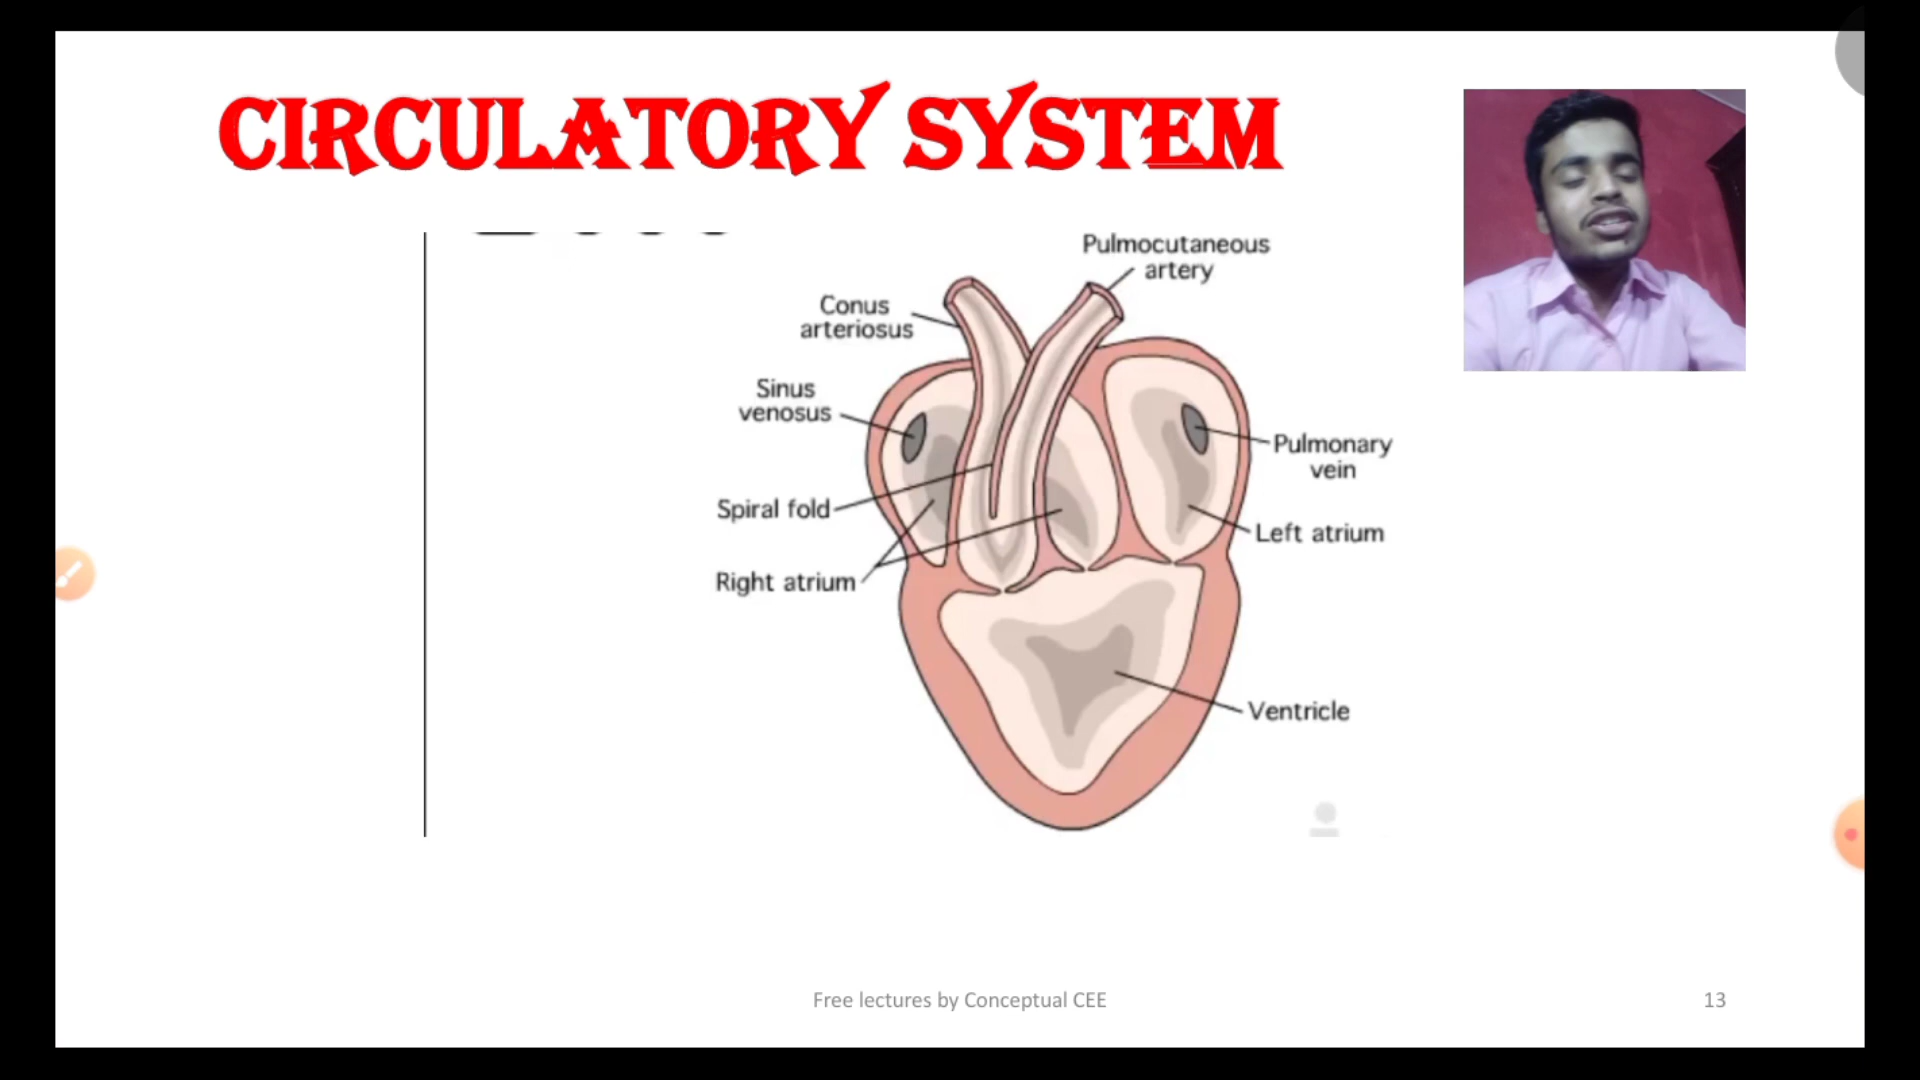 CIRCULATORY SYSTEM
Pulmocutaneous
artery
Conus
arteriosus
Sinus
venosus
Pulmonary
vein
Spiral fold
Left atrium
Right atrium
Ventricle
Free lectures by Conceptual CEE
13